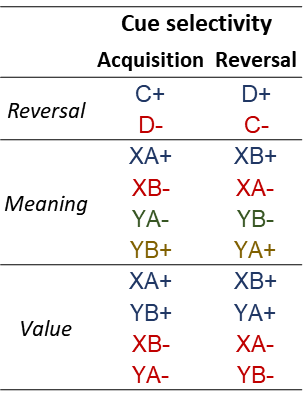 Cue selectivity
Acquisition Reversal
Reversal
C+ D+
D- C-
Meaning
XA+ XB+
XB- XA-
YA- YB-
YB+ YA+
Value
XA+ XB+
YB+ YA+
XB- XA-
YA- YB-